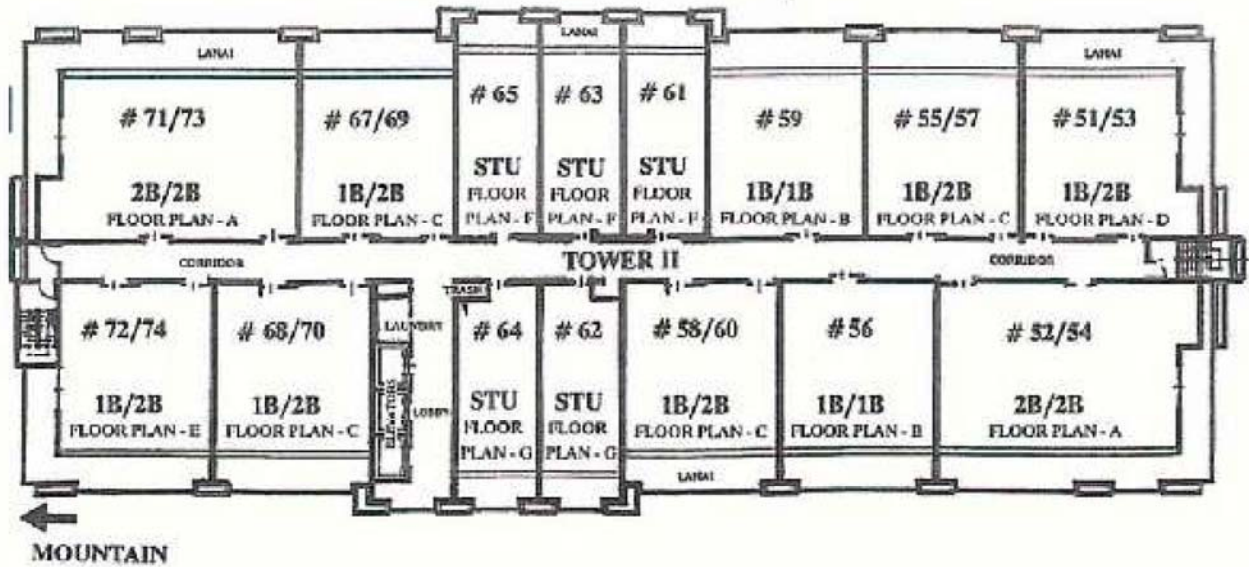 LANAI
LANAI
LANAI
# 71/73
# 67/69
# 65
# 63
# 61
# 59
# 55/57
# 51/53
2B/2B
FLOOR PLAN - A
1B/2B
FLOOR PLAN - C
STU
FLOOR
PLAN - F
STU
FLOOR
PLAN - F
STU
FLOOR
PLAN - F
1B/1B
FLOOR PLAN - B
1B/2B
FLOOR PLAN - C
1B/2B
FLOOR PLAN - D
CORRIDOR
TOWER II
CORRIDOR
TRASH
LAUNDRY
ELEVATORS
LOBBY
# 72/74
# 68/70
# 64
# 62
# 58/60
# 56
# 52/54
1B/2B
FLOOR PLAN - E
1B/2B
FLOOR PLAN - C
STU
FLOOR
PLAN - G
STU
FLOOR
PLAN - G
1B/2B
FLOOR PLAN - C
1B/1B
FLOOR PLAN - B
2B/2B
FLOOR PLAN - A
LANAI
MOUNTAIN